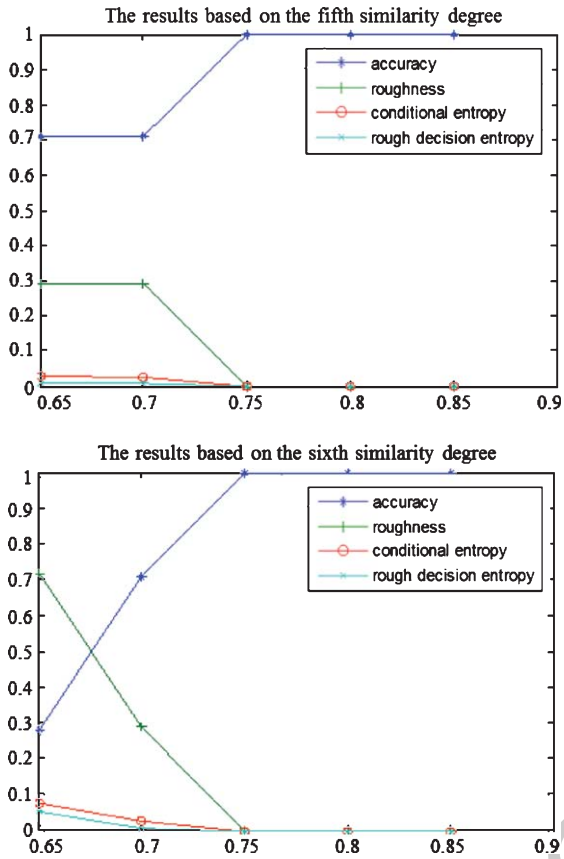 The results based on the fifth similarity degree
1
0.9
0.8
0.7
0.6
0.5
0.4
0.3
0.2
0.1
0
accuracy
roughness
conditional entropy
rough decision entropy
0.65 0.7 0.75 0.8 0.85 0.9
The results based on the sixth similarity degree
1
0.9
0.8
0.7
0.6
0.5
0.4
0.3
0.2
0.1
0
accuracy
roughness
conditional entropy
rough decision entropy
0.65 0.7 0.75 0.8 0.85 0.9